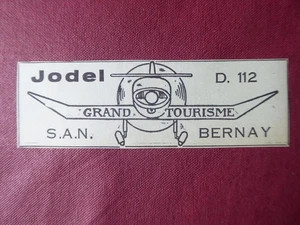 Jodel D. 112
GRAND TOURISME
S.A.N. BERNAY